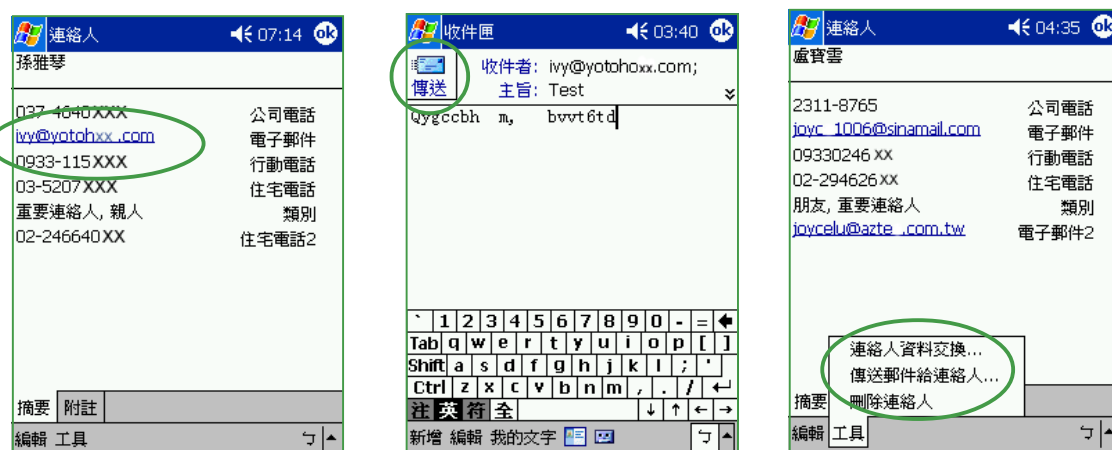 連絡人 07:14 ok
孫雅琴
037-4640XXX 公司電話
ivy@yotohxx .com 電子郵件
0933-115XXX 行動電話
03-5207XXX 住宅電話
重要連絡人, 親人 類別
02-246640XX 住宅電話2
摘要 附註
編輯 工具 ㄅ
收件匣 03:40 ok
傳送
收件者: ivy@yotohoxx.com;
主旨: Test
Qygccbh m, bvvt6td
` 1 2 3 4 5 6 7 8 9 0 - =
Tab q w e r t y u i o p [ ]
Shift a s d f g h j k l ; '
Ctrl z x c v b n m , . /
注 英 符 全 ↓ ↑ ← →
新增 編輯 我的文字 ㄅ
連絡人 04:35 ok
盧寶雲
2311-8765 公司電話
joyc_1006@sinamail.com 電子郵件
09330246 xx 行動電話
02-294626 XX 住宅電話
朋友, 重要連絡人 類別
joycelu@azte_.com.tw 電子郵件2
連絡人資料交換...
傳送郵件給連絡人...
刪除連絡人
摘要
編輯 工具 ㄅ